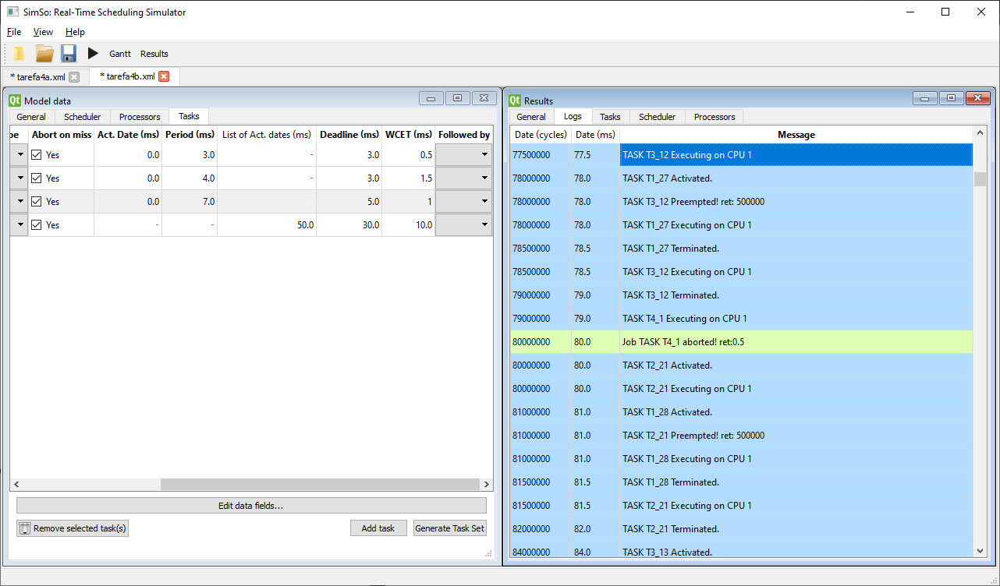 SimSo: Real-Time Scheduling Simulator
File View Help
Gantt Results
* tarefa4a.xml * tarefa4b.xml
Qt Model data
General Scheduler Processors Tasks
pe Abort on miss Act. Date (ms) Period (ms) List of Act. dates (ms) Deadline (ms) WCET (ms) Followed by
Yes 0.0 3.0 - 3.0 0.5
Yes 0.0 4.0 - 3.0 1.5
Yes 0.0 7.0 5.0 1
Yes - - 50.0 30.0 10.0
Edit data fields...
Remove selected task(s) Add task Generate Task Set
Qt Results
General Logs Tasks Scheduler Processors
Date (cycles) Date (ms) Message
77500000 77.5 TASK T3_12 Executing on CPU 1
78000000 78.0 TASK T1_27 Activated.
78000000 78.0 TASK T3_12 Preempted! ret: 500000
78000000 78.0 TASK T1_27 Executing on CPU 1
78500000 78.5 TASK T1_27 Terminated.
78500000 78.5 TASK T3_12 Executing on CPU 1
79000000 79.0 TASK T3_12 Terminated.
79000000 79.0 TASK T4_1 Executing on CPU 1
80000000 80.0 Job TASK T4_1 aborted! ret:0.5
80000000 80.0 TASK T2_21 Activated.
80000000 80.0 TASK T2_21 Executing on CPU 1
81000000 81.0 TASK T1_28 Activated.
81000000 81.0 TASK T2_21 Preempted! ret: 500000
81000000 81.0 TASK T1_28 Executing on CPU 1
81500000 81.5 TASK T1_28 Terminated.
81500000 81.5 TASK T2_21 Executing on CPU 1
82000000 82.0 TASK T2_21 Terminated.
84000000 84.0 TASK T3_13 Activated.